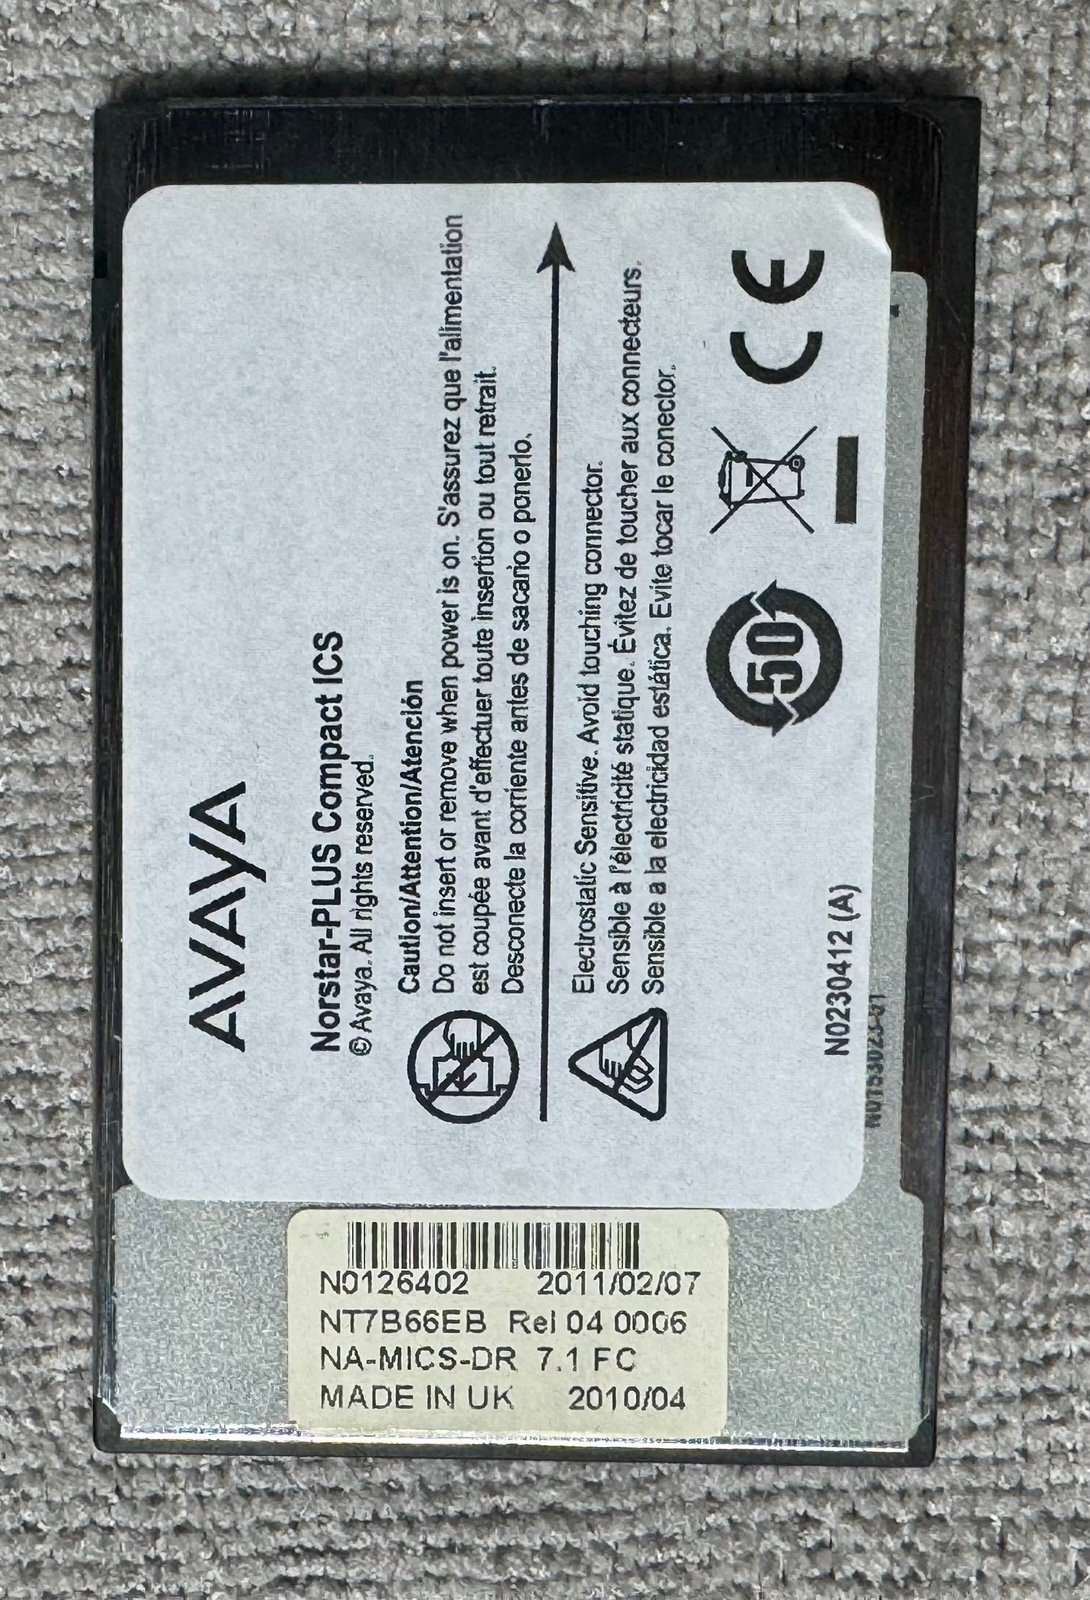 AVAYA
Norstar-PLUS Compact ICS
© Avaya. All rights reserved.
Caution/Attention/Atención
Do not insert or remove when power is on. S'assurez que l'alimentation
est coupée avant d'effectuer toute insertion ou tout retrait.
Desconecte la corriente antes de sacario o ponerlo.
Electrostatic Sensitive. Avoid touching connector.
Sensible à l'électricité statique. Évitez de toucher aux connecteurs.
Sensible a la electricidad estática. Evite tocar le conector.
50
CE
N0230412 (A)
N0126402 2011/02/07
NT7B66EB Rel 04 0006
NA-MICS-DR 7.1 FC
MADE IN UK 2010/04